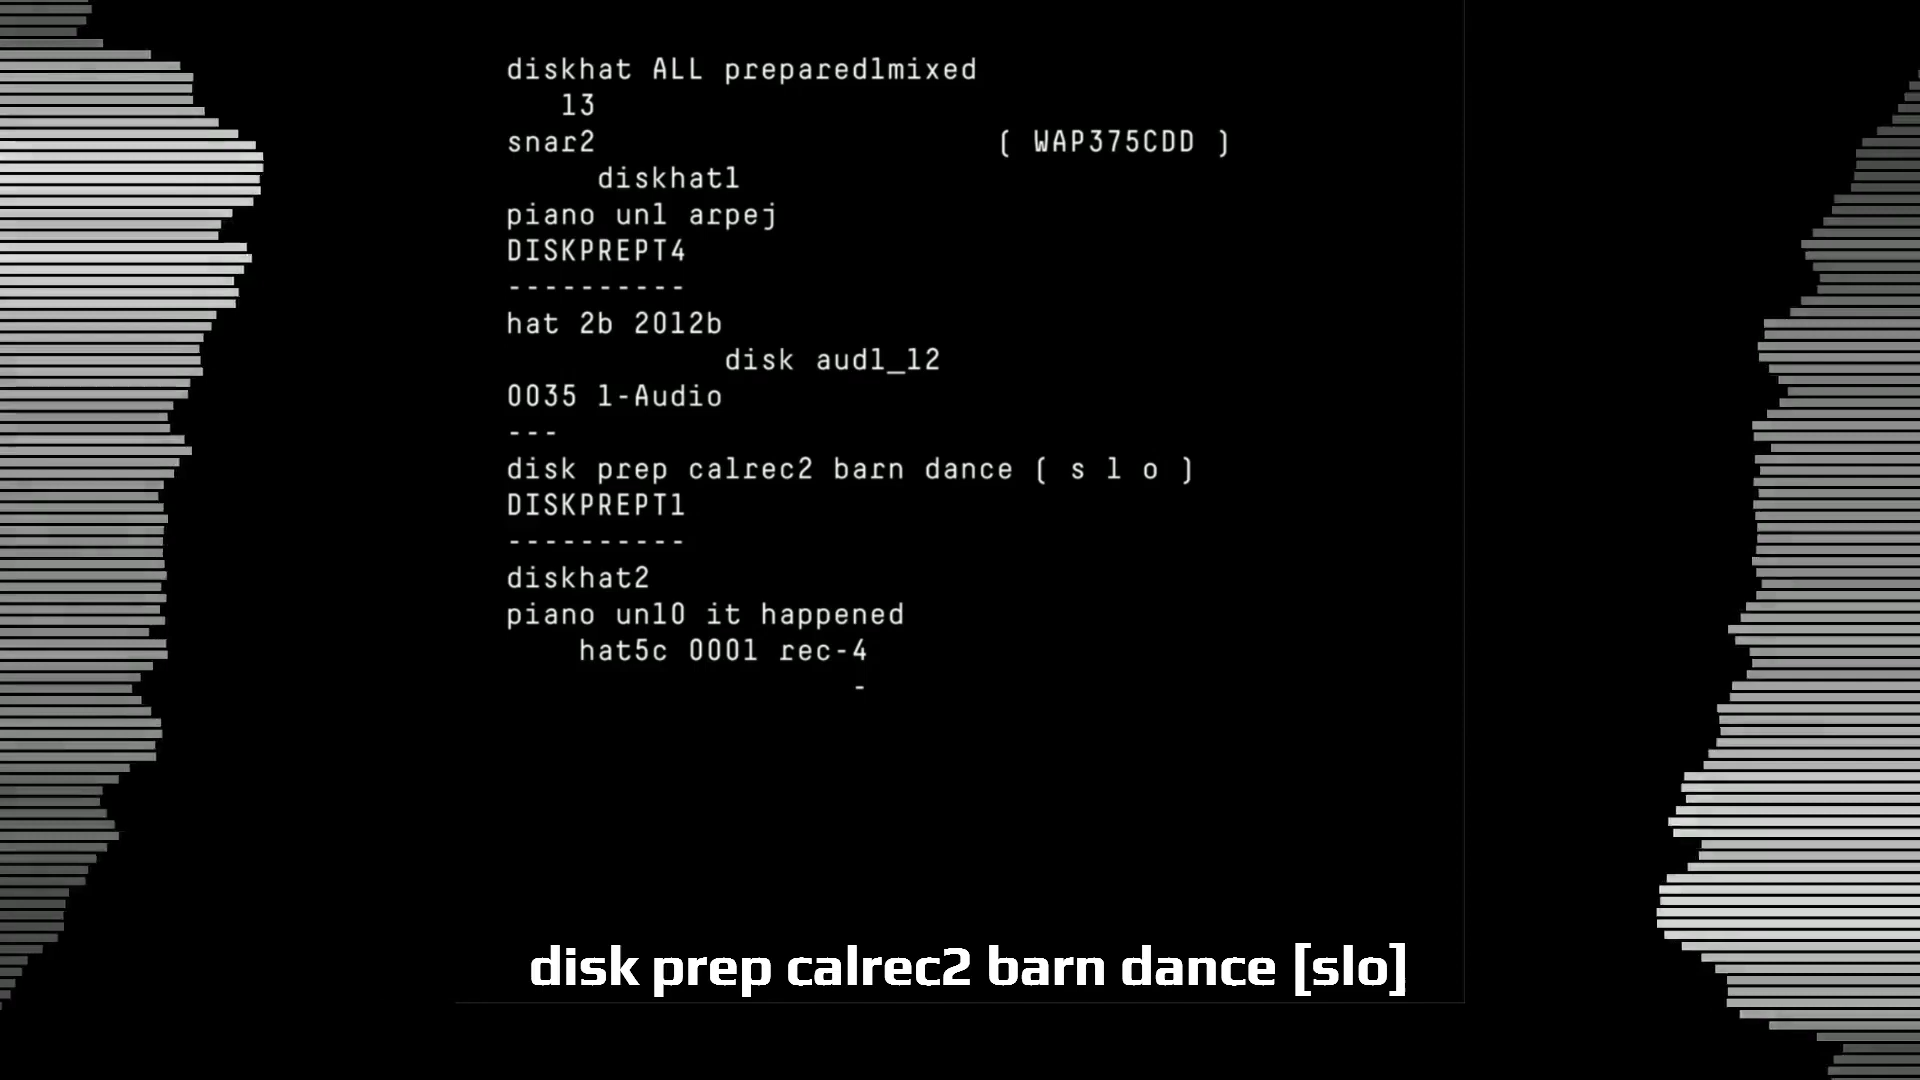 diskhat ALL prepared1mixed
13
snar2 [ WAP375CDD ]
diskhat1
piano un1 arpej
DISKPREPT4
----------
hat 2b 2012b
disk aud1_12
0035 1-Audio
---
disk prep calrec2 barn dance [ s l o ]
DISKPREPT1
----------
diskhat2
piano un10 it happened
hat5c 0001 rec-4
-
disk prep calrec2 barn dance [slo]